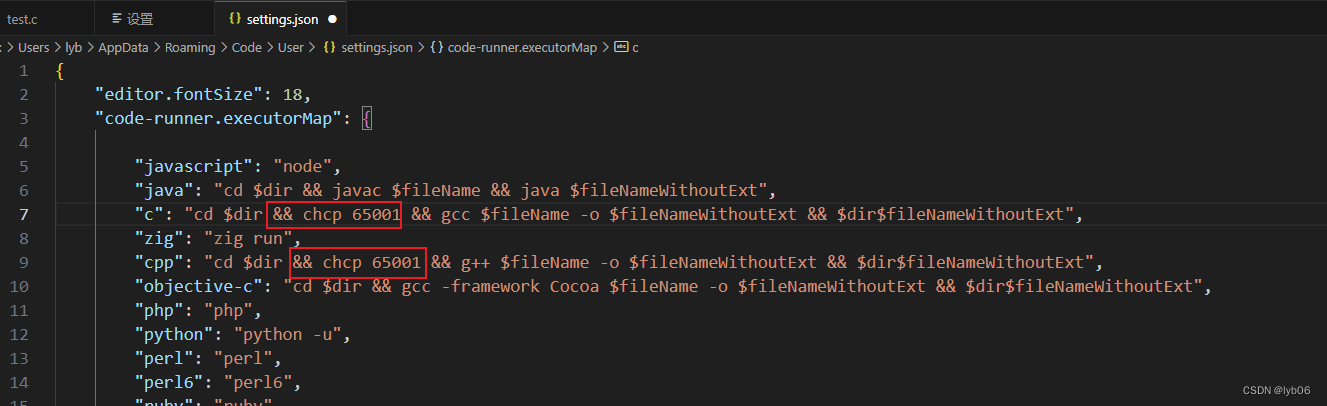 test.c 设置 {} settings.json
: > Users > lyb > AppData > Roaming > Code > User > {} settings.json > {} code-runner.executorMap > abc c
1 {
2 "editor.fontSize": 18,
3 "code-runner.executorMap": {
4
5 "javascript": "node",
6 "java": "cd $dir && javac $fileName && java $fileNameWithoutExt",
7 "c": "cd $dir && chcp 65001 && gcc $fileName -o $fileNameWithoutExt && $dir$fileNameWithoutExt",
8 "zig": "zig run",
9 "cpp": "cd $dir && chcp 65001 && g++ $fileName -o $fileNameWithoutExt && $dir$fileNameWithoutExt",
10 "objective-c": "cd $dir && gcc -framework Cocoa $fileName -o $fileNameWithoutExt && $dir$fileNameWithoutExt",
11 "php": "php",
12 "python": "python -u",
13 "perl": "perl",
14 "perl6": "perl6",
15 "ruby": "ruby"
CSDN @lyb06